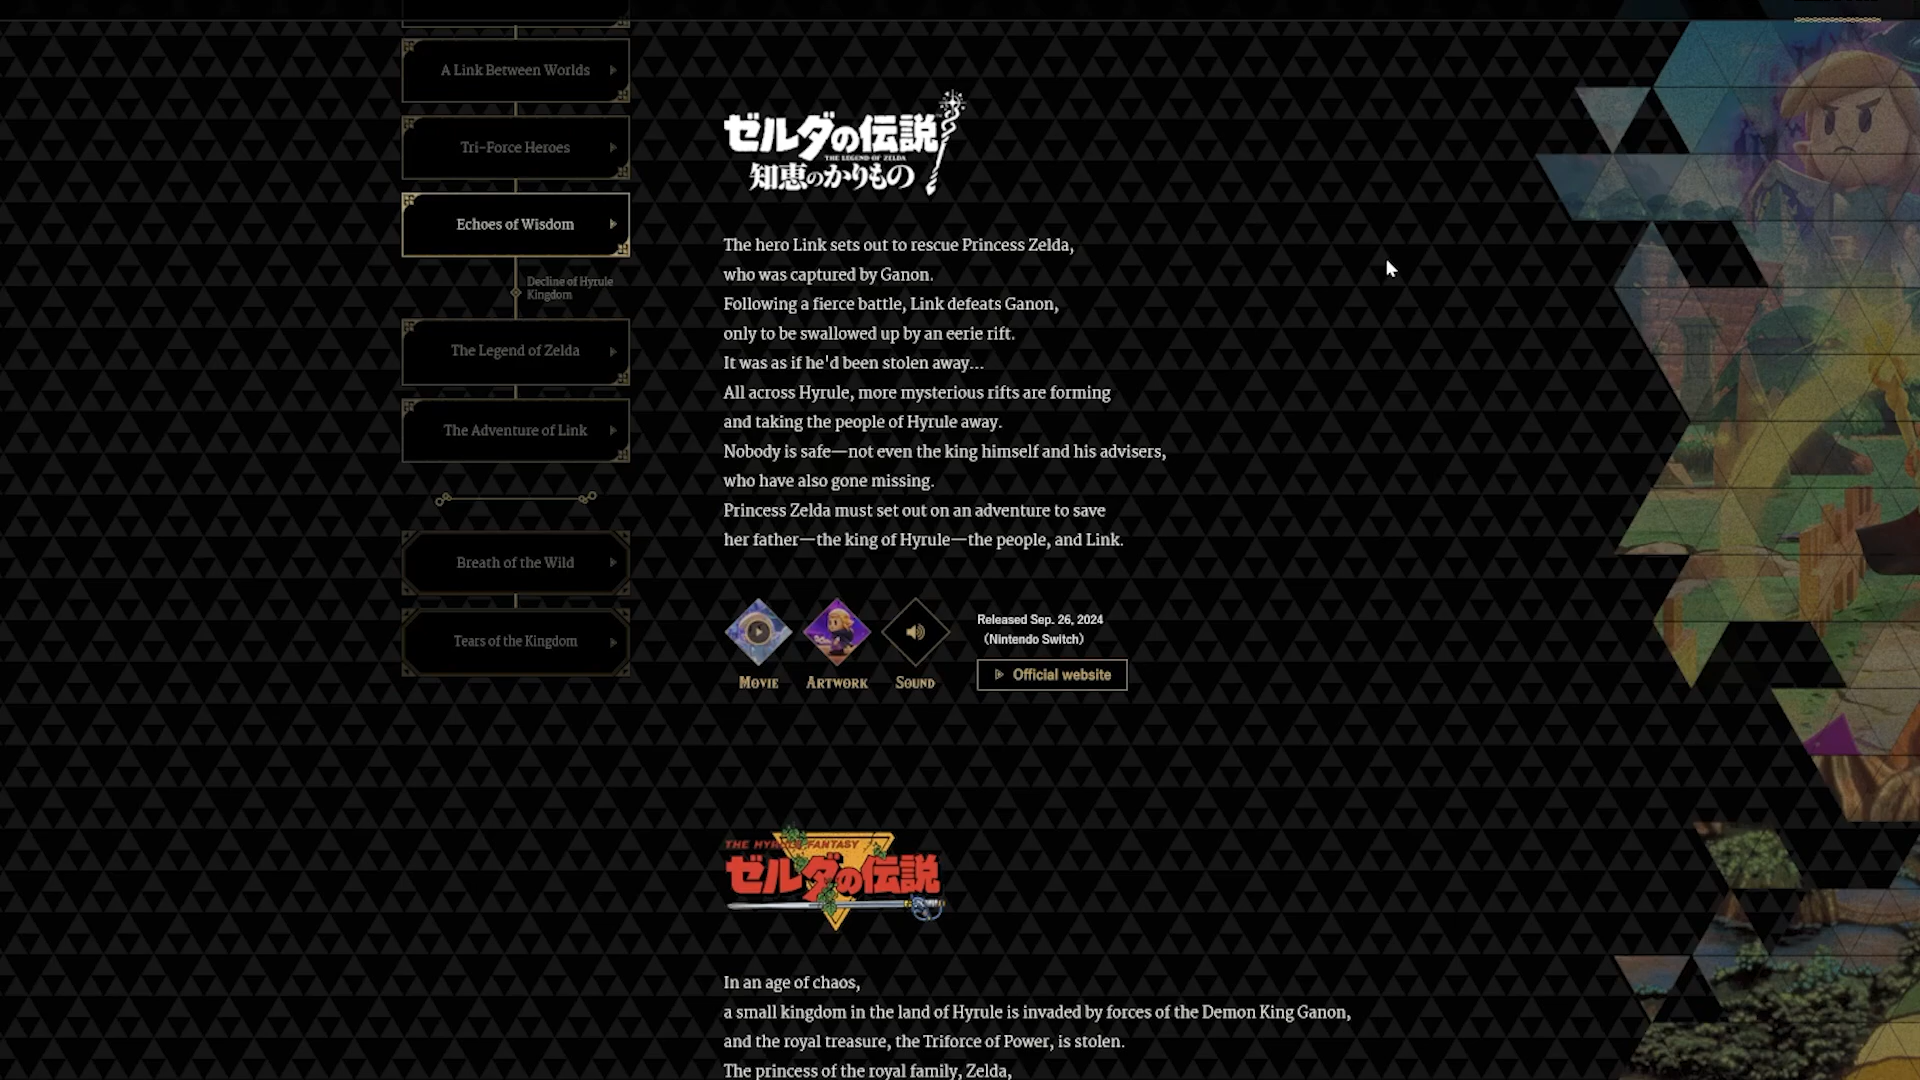 A Link Between Worlds
Tri-Force Heroes
Echoes of Wisdom
Decline of Hyrule
Kingdom
The Legend of Zelda
The Adventure of Link
Breath of the Wild
Tears of the Kingdom
ゼルダの伝説
THE LEGEND OF ZELDA
知恵のかりもの
The hero Link sets out to rescue Princess Zelda,
who was captured by Ganon.
Following a fierce battle, Link defeats Ganon,
only to be swallowed up by an eerie rift.
It was as if he'd been stolen away...
All across Hyrule, more mysterious rifts are forming
and taking the people of Hyrule away.
Nobody is safe—not even the king himself and his advisers,
who have also gone missing.
Princess Zelda must set out on an adventure to save
her father—the king of Hyrule—the people, and Link.
Movie
Artwork
Sound
Released Sep. 26, 2024
（Nintendo Switch）
Official website
THE HYRULE FANTASY
ゼルダの伝説
In an age of chaos,
a small kingdom in the land of Hyrule is invaded by forces of the Demon King Ganon,
and the royal treasure, the Triforce of Power, is stolen.
The princess of the royal family, Zelda,